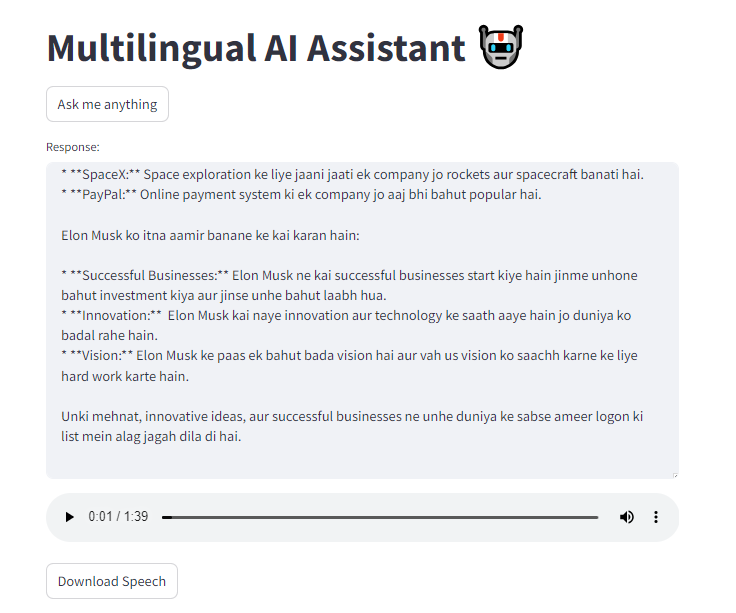 Multilingual AI Assistant
Ask me anything
Response:
* **SpaceX:** Space exploration ke liye jaani jaati ek company jo rockets aur spacecraft banati hai.
* **PayPal:** Online payment system ki ek company jo aaj bhi bahut popular hai.
Elon Musk ko itna aamir banane ke kai karan hain:
* **Successful Businesses:** Elon Musk ne kai successful businesses start kiye hain jinme unhone
bahut investment kiya aur jinse unhe bahut laabh hua.
* **Innovation:**  Elon Musk kai naye innovation aur technology ke saath aaye hain jo duniya ko
badal rahe hain.
* **Vision:** Elon Musk ke paas ek bahut bada vision hai aur vah us vision ko saachh karne ke liye
hard work karte hain.
Unki mehnat, innovative ideas, aur successful businesses ne unhe duniya ke sabse ameer logon ki
list mein alag jagah dila di hai.
0:01 / 1:39
Download Speech